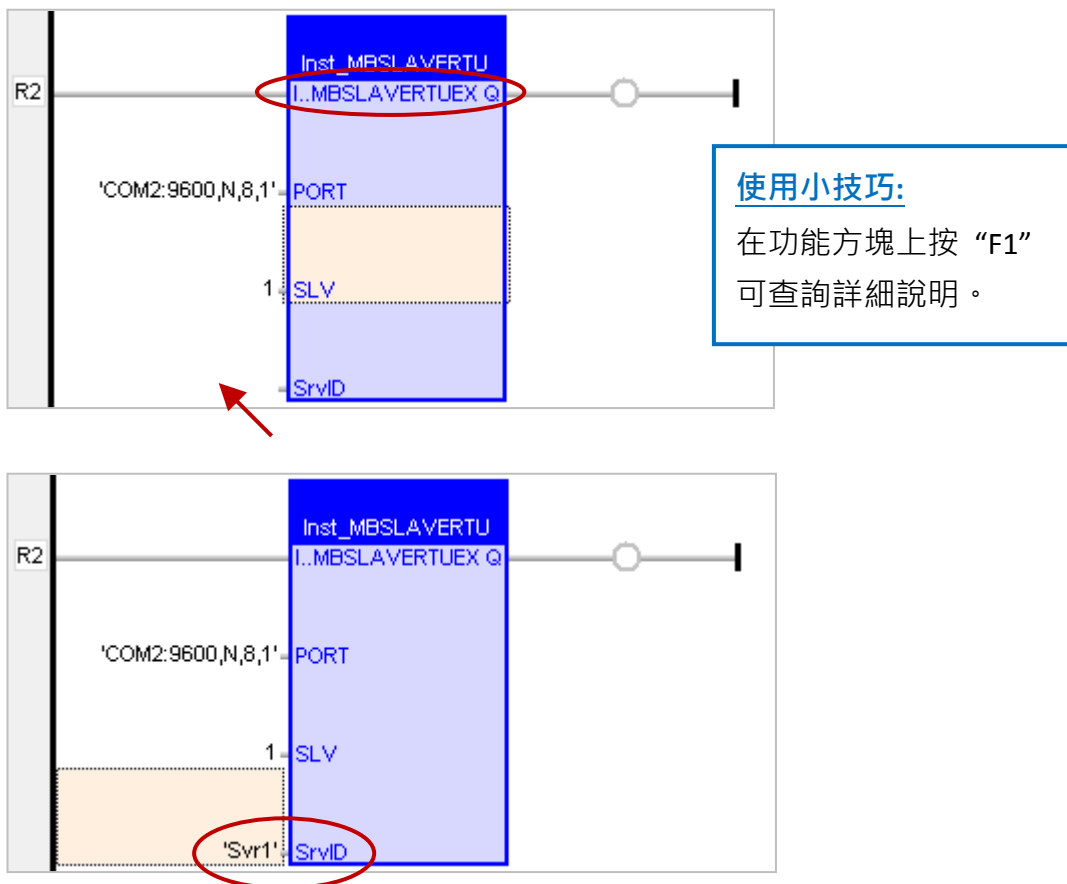 Inst_MBSLAVERTU
R2
I..MBSLAVERTUEX Q
'COM2:9600,N,8,1'
PORT
1
SLV
SrvID
使用小技巧:
在功能方塊上按 “F1”
可查詢詳細說明。
Inst_MBSLAVERTU
R2
I..MBSLAVERTUEX Q
'COM2:9600,N,8,1'
PORT
1
SLV
'Svr1'
SrvID